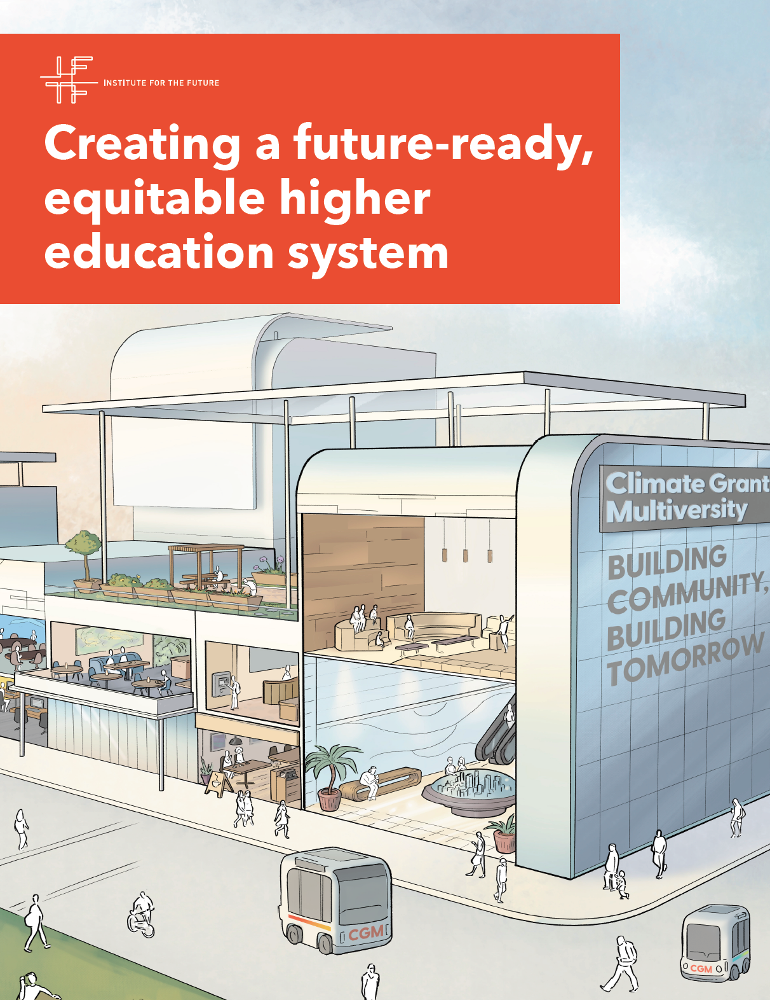 INSTITUTE FOR THE FUTURE
Creating a future-ready,
equitable higher
education system
Climate Grant
Multiversity
BUILDING
COMMUNITY,
BUILDING
TOMORROW
CGM
CGM